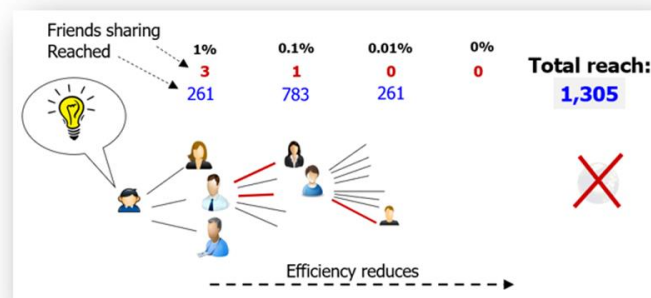 Friends sharing
Reached
1% 0.1% 0.01% 0%
3 1 0 0
261 783 261
Total reach:
1,305
Efficiency reduces